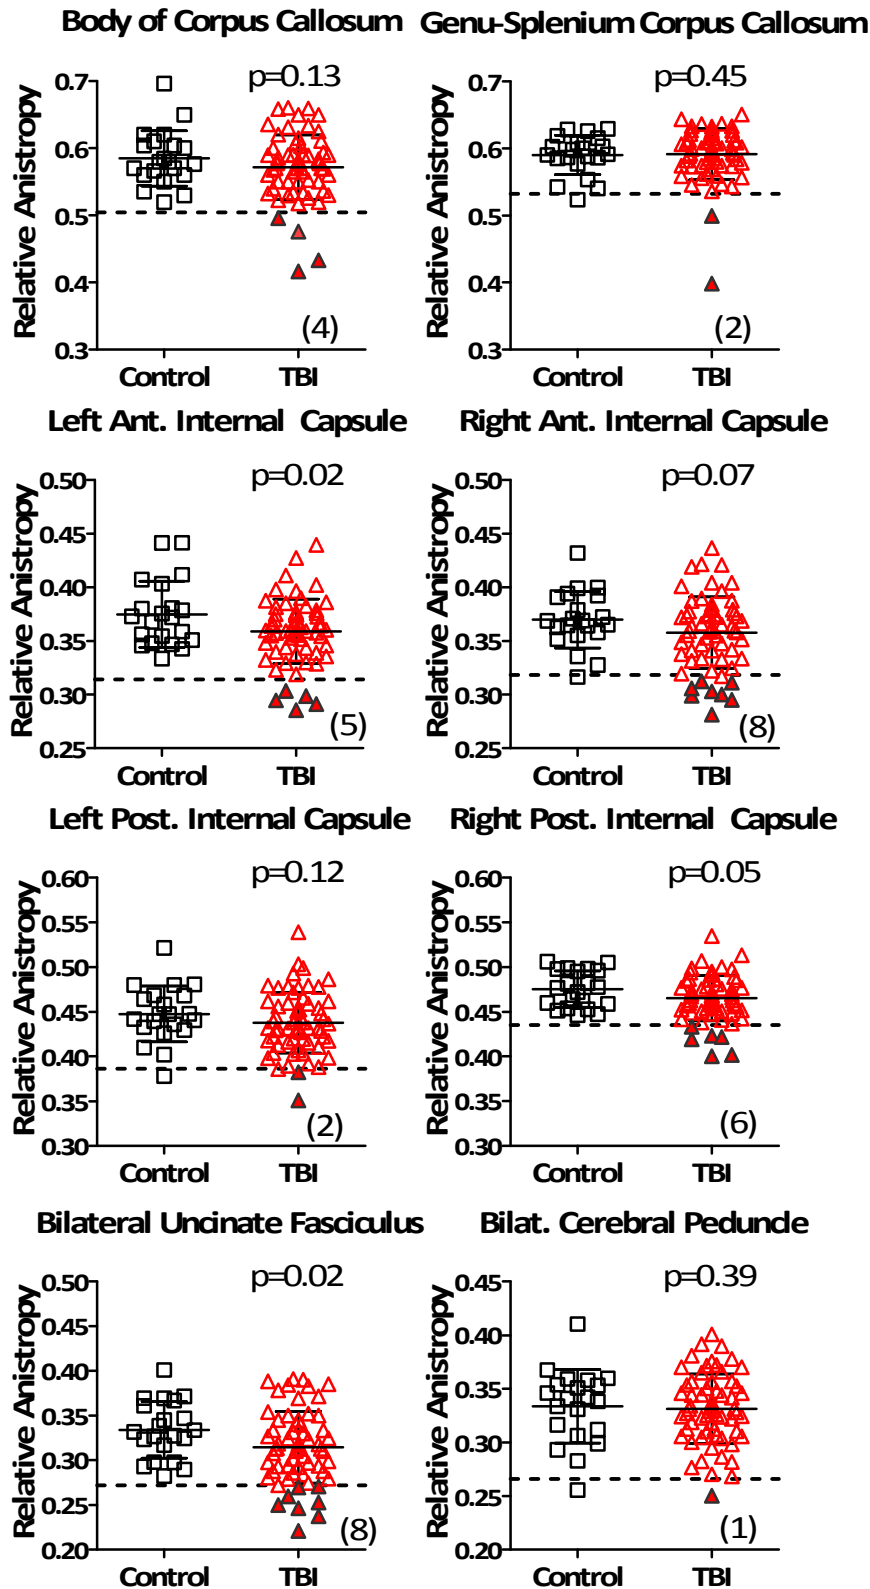 Body of Corpus Callosum
Relative Anistropy
0.7
0.6
0.5
0.4
0.3
p=0.13
(4)
Control TBI
Genu-Splenium Corpus Callosum
Relative Anistropy
0.7
0.6
0.5
0.4
0.3
p=0.45
(2)
Control TBI
Left Ant. Internal Capsule
Relative Anistropy
0.50
0.45
0.40
0.35
0.30
0.25
p=0.02
(5)
Control TBI
Right Ant. Internal Capsule
Relative Anistropy
0.50
0.45
0.40
0.35
0.30
0.25
p=0.07
(8)
Control TBI
Left Post. Internal Capsule
Relative Anistropy
0.60
0.55
0.50
0.45
0.40
0.35
0.30
p=0.12
(2)
Control TBI
Right Post. Internal Capsule
Relative Anistropy
0.60
0.55
0.50
0.45
0.40
0.35
0.30
p=0.05
(6)
Control TBI
Bilateral Uncinate Fasciculus
Relative Anistropy
0.50
0.45
0.40
0.35
0.30
0.25
0.20
p=0.02
(8)
Control TBI
Bilat. Cerebral Peduncle
Relative Anistropy
0.45
0.40
0.35
0.30
0.25
0.20
p=0.39
(1)
Control TBI